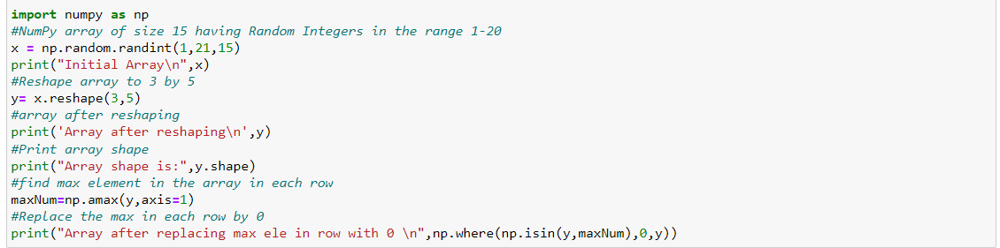 import numpy as np
#NumPy array of size 15 having Random Integers in the range 1-20
x = np.random.randint(1,21,15)
print("Initial Array\n",x)
#Reshape array to 3 by 5
y= x.reshape(3,5)
#array after reshaping
print('Array after reshaping\n',y)
#Print array shape
print("Array shape is:",y.shape)
#find max element in the array in each row
maxNum=np.amax(y,axis=1)
#Replace the max in each row by 0
print("Array after replacing max ele in row with 0 \n",np.where(np.isin(y,maxNum),0,y))